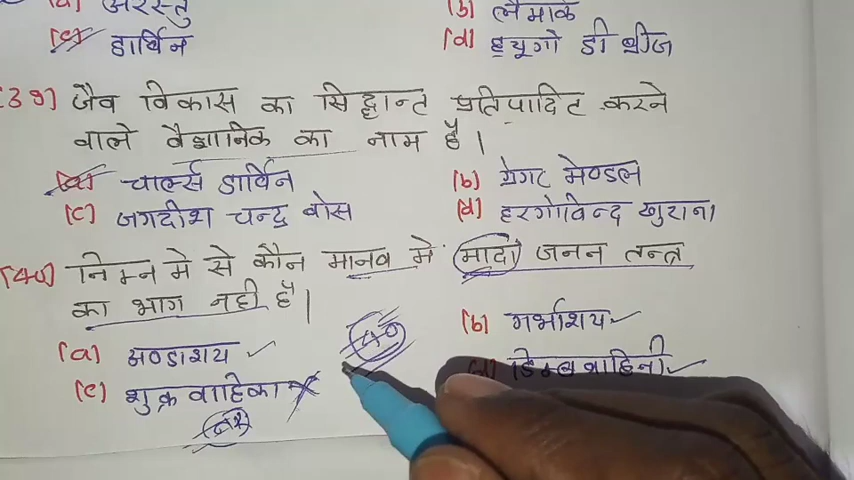 (a) अरस्तु (b) लैमार्क
(c) डार्विन (d) ह्यूगो डी ब्रीज
(39) जैव विकास का सिद्धान्त प्रतिपादित करने
वाले वैज्ञानिक का नाम है।
(a) चार्ल्स डार्विन (b) ग्रेगर मेण्डल
(c) जगदीश चन्द्र बोस (d) हरगोविन्द खुराना
(40) निम्न मे से कौन मानव मे मादा जनन तन्त्र
का भाग नही है।
(a) अण्डाशय (b) गर्भाशय
(c) शुक्र वाहिका (d) डिम्ब वाहिनी